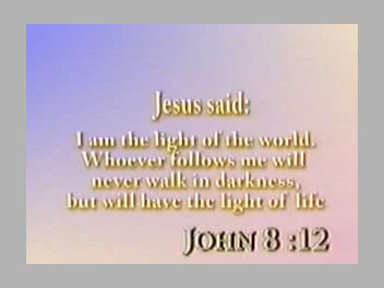 Jesus said:
I am the light of the world.
Whoever follows me will
never walk in darkness,
but will have the light of life
JOHN 8 :12